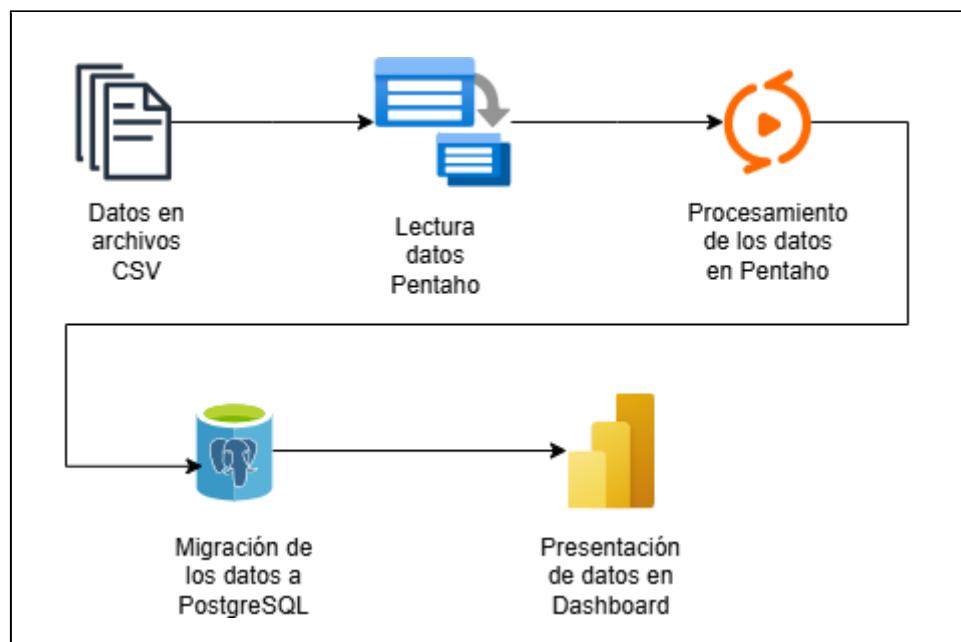 Datos en
archivos
CSV
Lectura
datos
Pentaho
Procesamiento
de los datos
en Pentaho
Migración de
los datos a
PostgreSQL
Presentación
de datos en
Dashboard